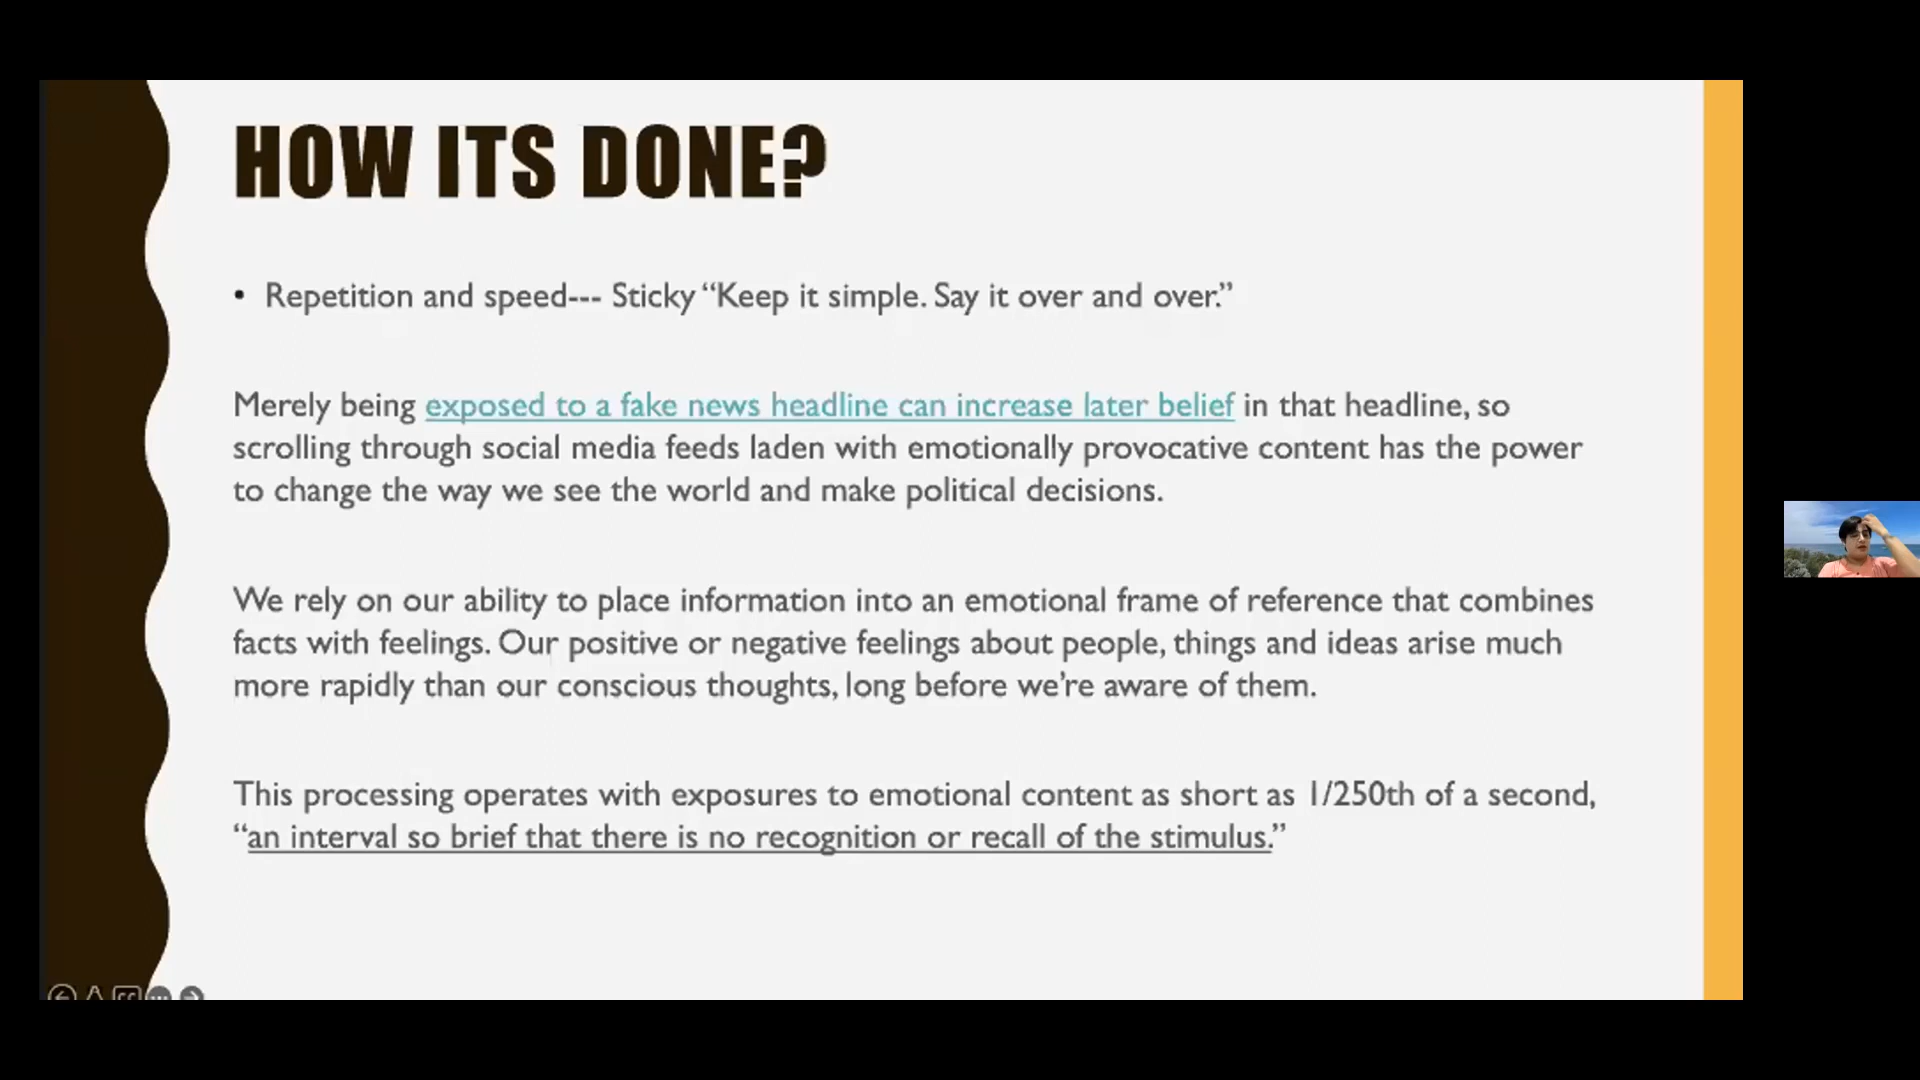 HOW ITS DONE?
• Repetition and speed--- Sticky “Keep it simple. Say it over and over.”
Merely being exposed to a fake news headline can increase later belief in that headline, so
scrolling through social media feeds laden with emotionally provocative content has the power
to change the way we see the world and make political decisions.
We rely on our ability to place information into an emotional frame of reference that combines
facts with feelings. Our positive or negative feelings about people, things and ideas arise much
more rapidly than our conscious thoughts, long before we’re aware of them.
This processing operates with exposures to emotional content as short as 1/250th of a second,
“an interval so brief that there is no recognition or recall of the stimulus.”